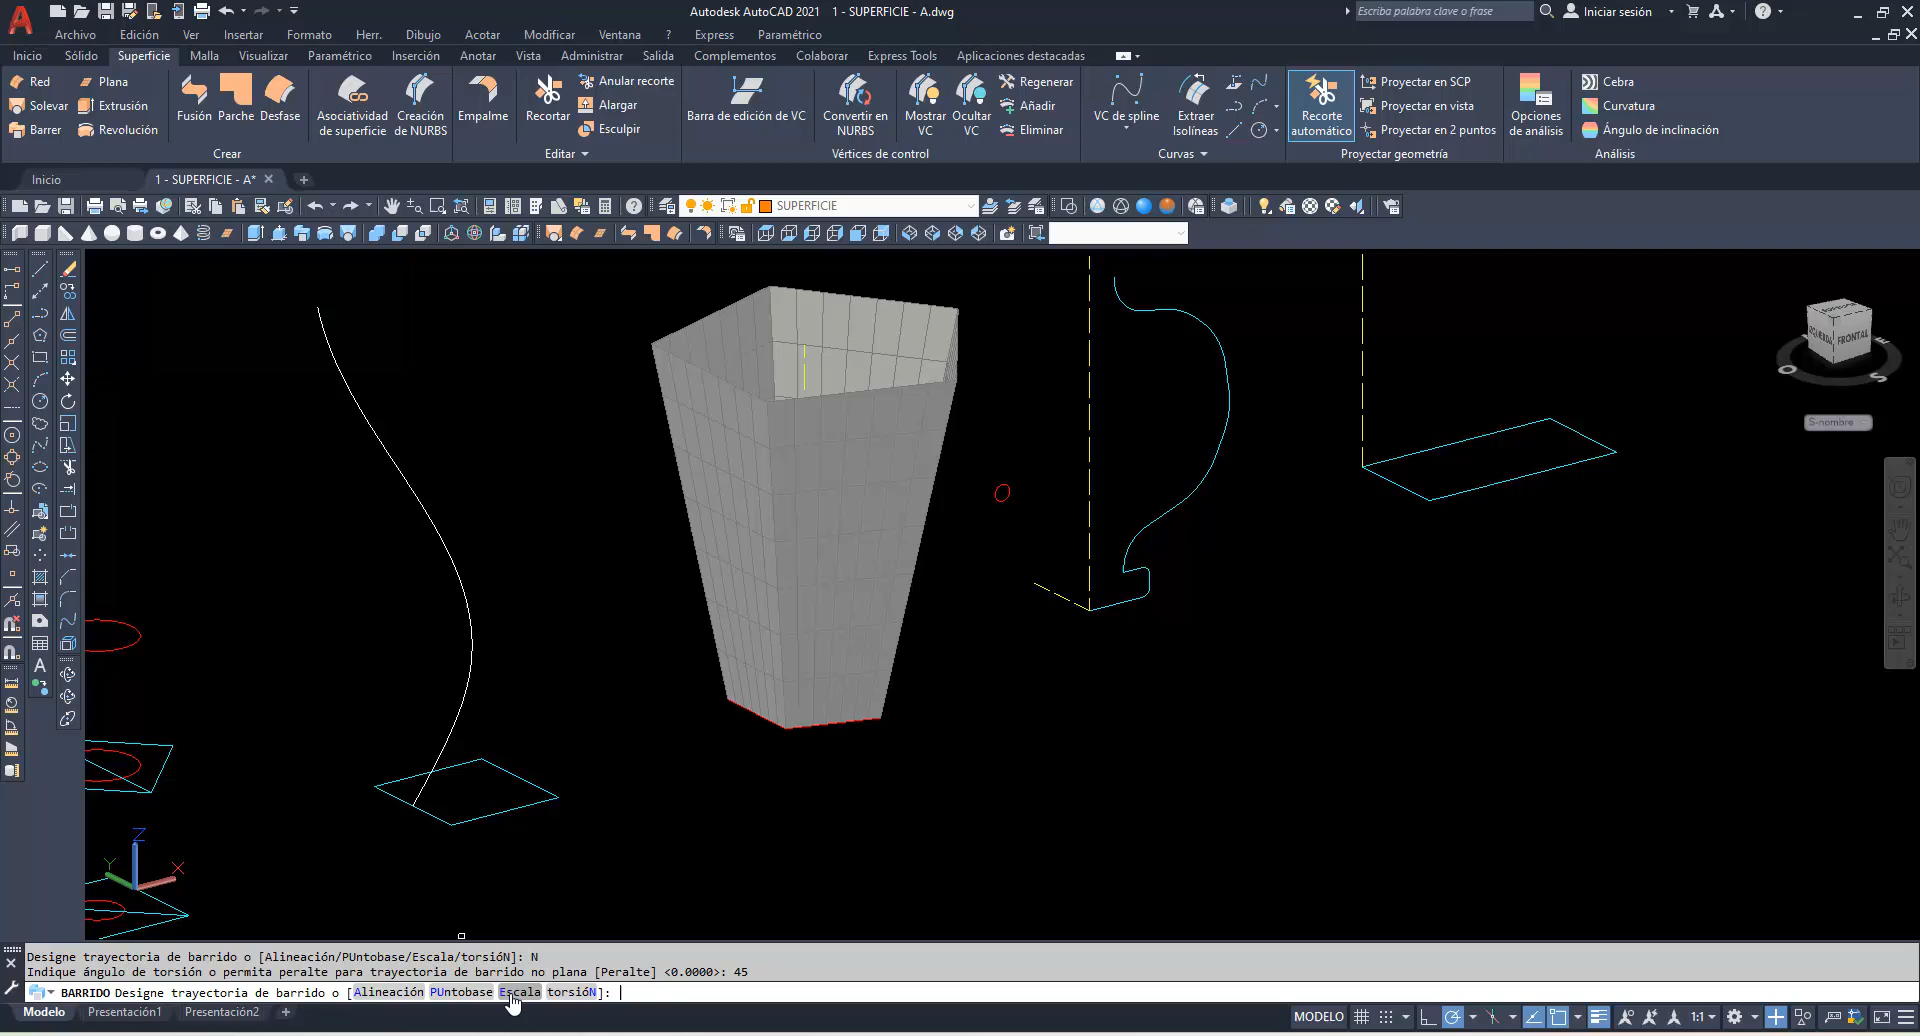 Autodesk AutoCAD 2021 1 - SUPERFICIE - A.dwg
Escriba palabra clave o frase
Iniciar sesión
Archivo Edición Ver Insertar Formato Herr. Dibujo Acotar Modificar Ventana ? Express Paramétrico
Inicio Sólido Superficie Malla Visualizar Paramétrico Inserción Anotar Vista Administrar Salida Complementos Colaborar Express Tools Aplicaciones destacadas
Red Plana
Solevar Extrusión
Barrer Revolución
Fusión Parche Desfase
Asociatividad de superficie
Creación de NURBS
Crear
Empalme
Recortar
Anular recorte
Alargar
Esculpir
Editar
Barra de edición de VC
Convertir en NURBS
Mostrar VC
Ocultar VC
Regenerar
Añadir
Eliminar
Vértices de control
VC de spline
Extraer Isolíneas
Curvas
Recorte automático
Proyectar en SCP
Proyectar en vista
Proyectar en 2 puntos
Proyectar geometría
Opciones de análisis
Cebra
Curvatura
Ángulo de inclinación
Análisis
Inicio 1 - SUPERFICIE - A*
SUPERFICIE
FRONTAL
O S
S-nombre
Z
Y X
Designe trayectoria de barrido o [Alineación/PUntobase/Escala/torsióN]: N
Indique ángulo de torsión o permita peralte para trayectoria de barrido no plana [Peralte] <0.0000>: 45
BARRIDO Designe trayectoria de barrido o [Alineación PUntobase Escala torsióN]:
Modelo Presentación1 Presentación2 +
MODELO 1:1